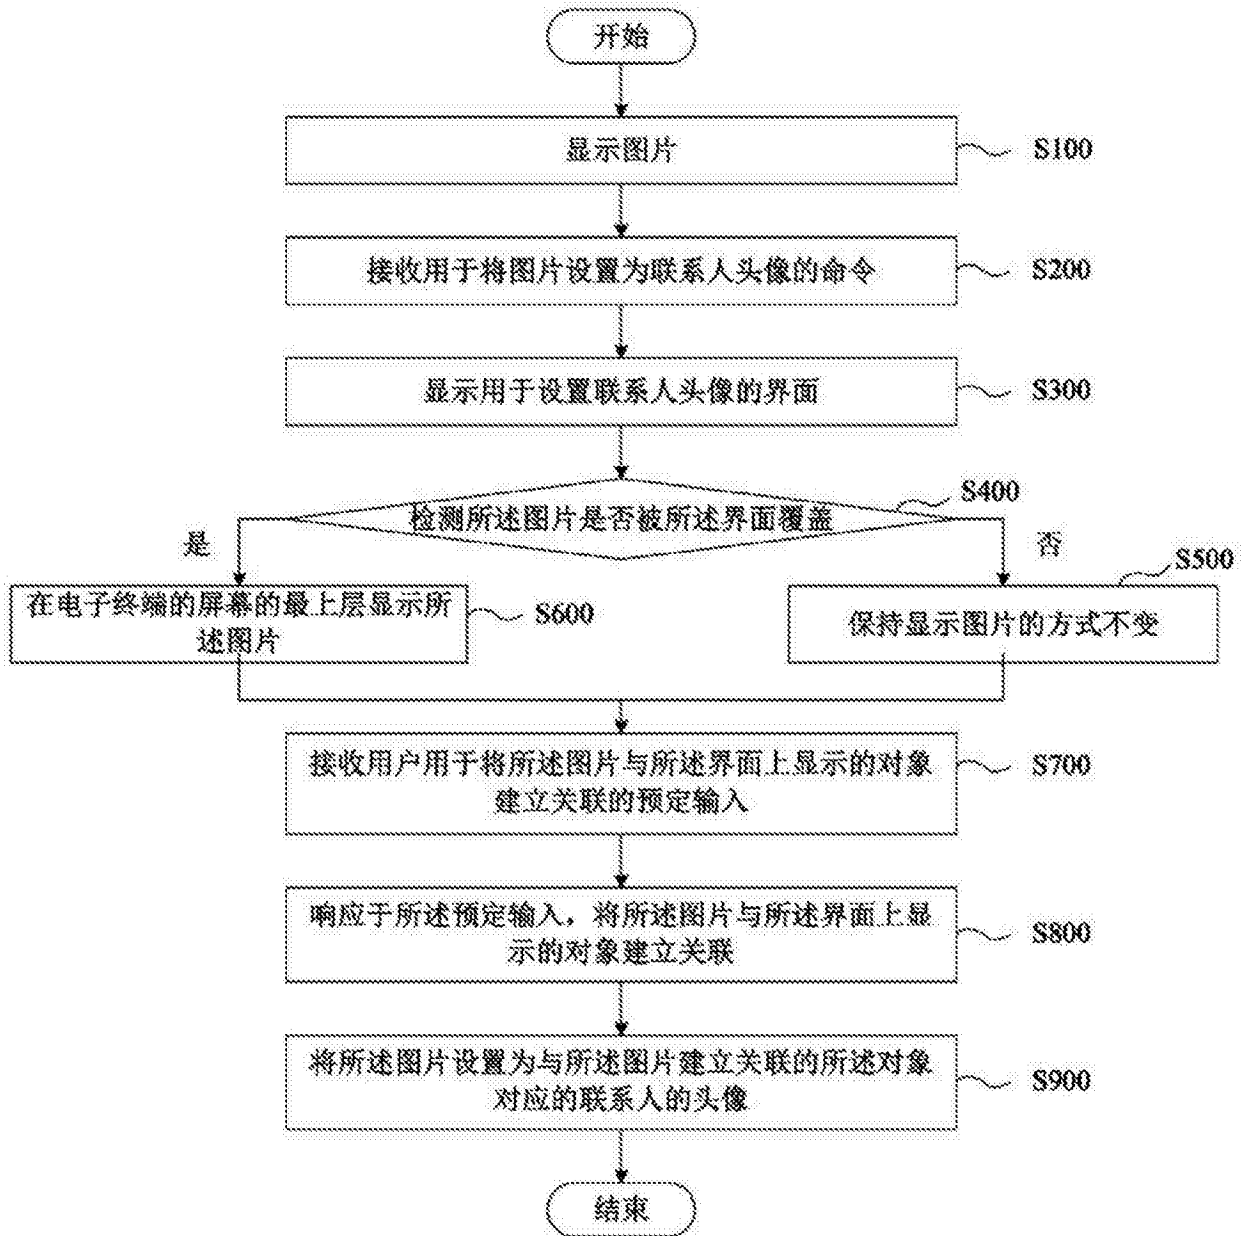 开始
显示图片
S100
接收用于将图片设置为联系人头像的命令
S200
显示用于设置联系人头像的界面
S300
S400
检测所述图片是否被所述界面覆盖
是
否
S500
在电子终端的屏幕的最上层显示所
述图片
S600
保持显示图片的方式不变
接收用户用于将所述图片与所述界面上显示的对象
建立关联的预定输入
S700
响应于所述预定输入，将所述图片与所述界面上显
示的对象建立关联
S800
将所述图片设置为与所述图片建立关联的所述对象
对应的联系人的头像
S900
结束